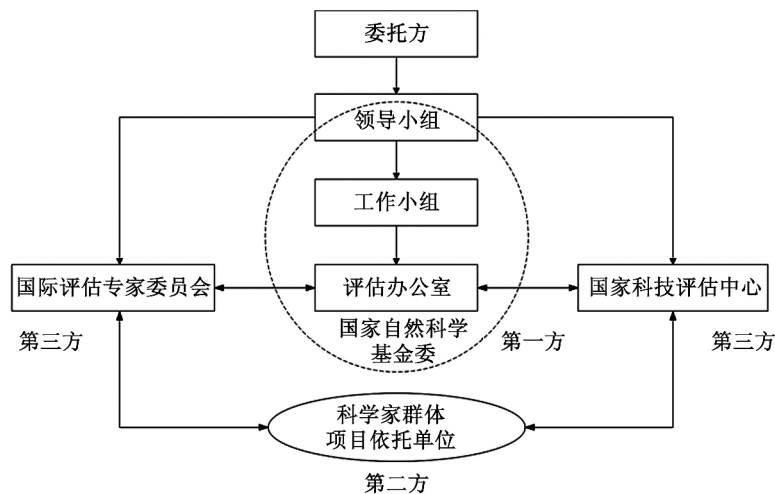 委托方
领导小组
工作小组
国际评估专家委员会
评估办公室
国家科技评估中心
国家自然科学
基金委
第三方
第一方
第三方
科学家群体
项目依托单位
第二方